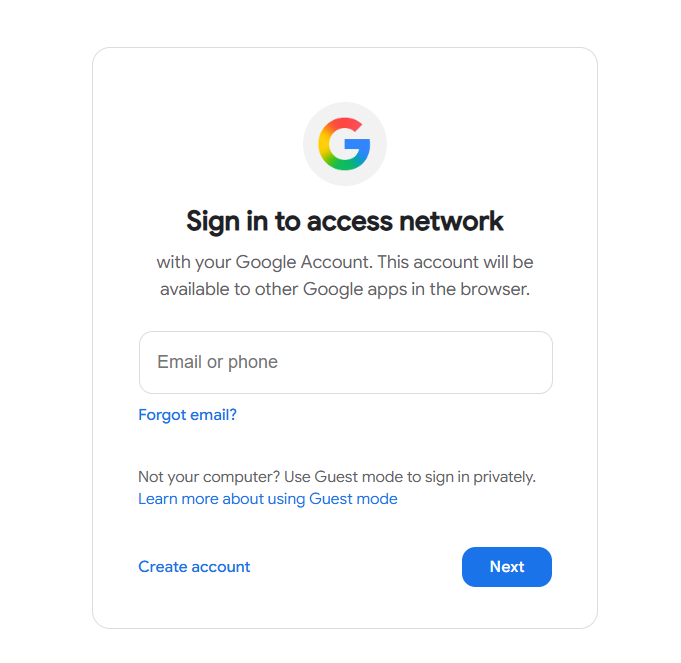 Sign in to access network
with your Google Account. This account will be
available to other Google apps in the browser.
Email or phone
Forgot email?
Not your computer? Use Guest mode to sign in privately.
Learn more about using Guest mode
Create account
Next